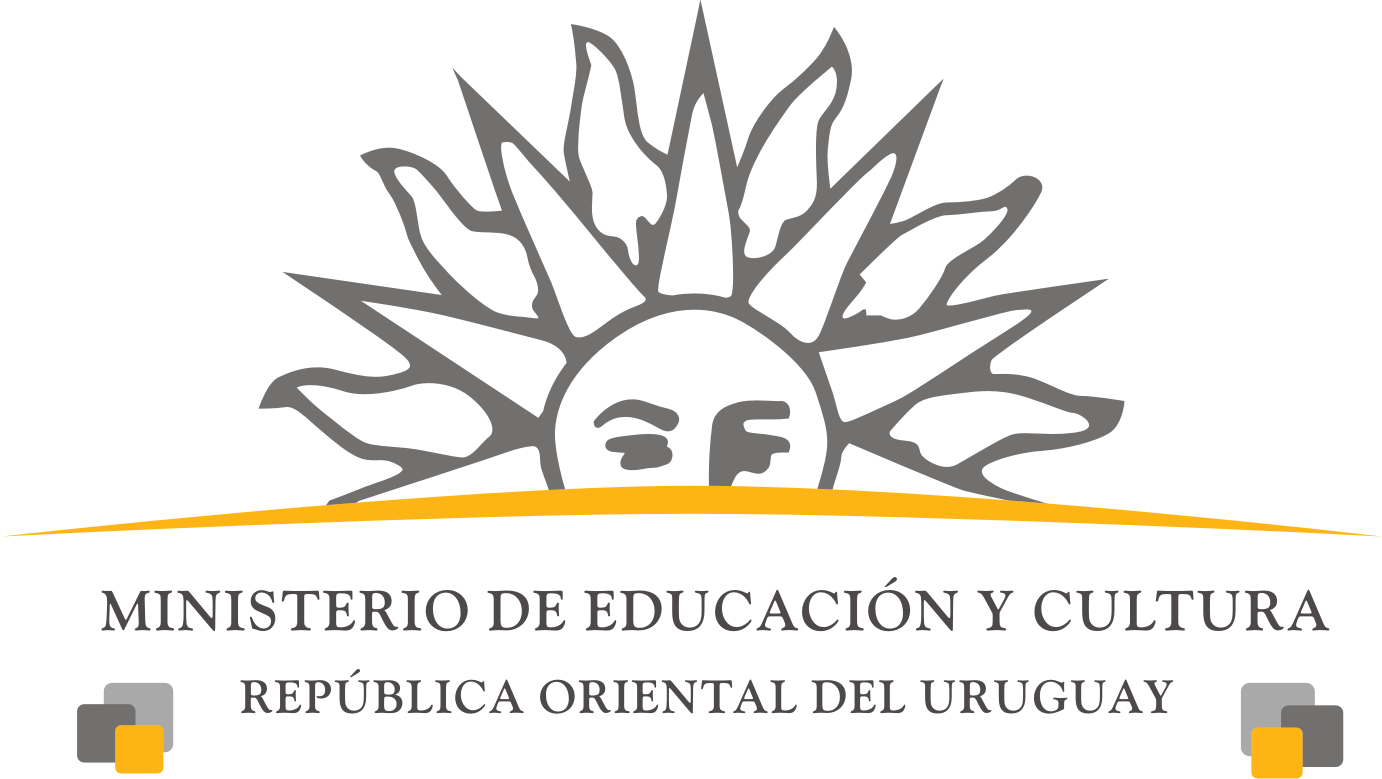 MINISTERIO DE EDUCACIÓN Y CULTURA
REPÚBLICA ORIENTAL DEL URUGUAY